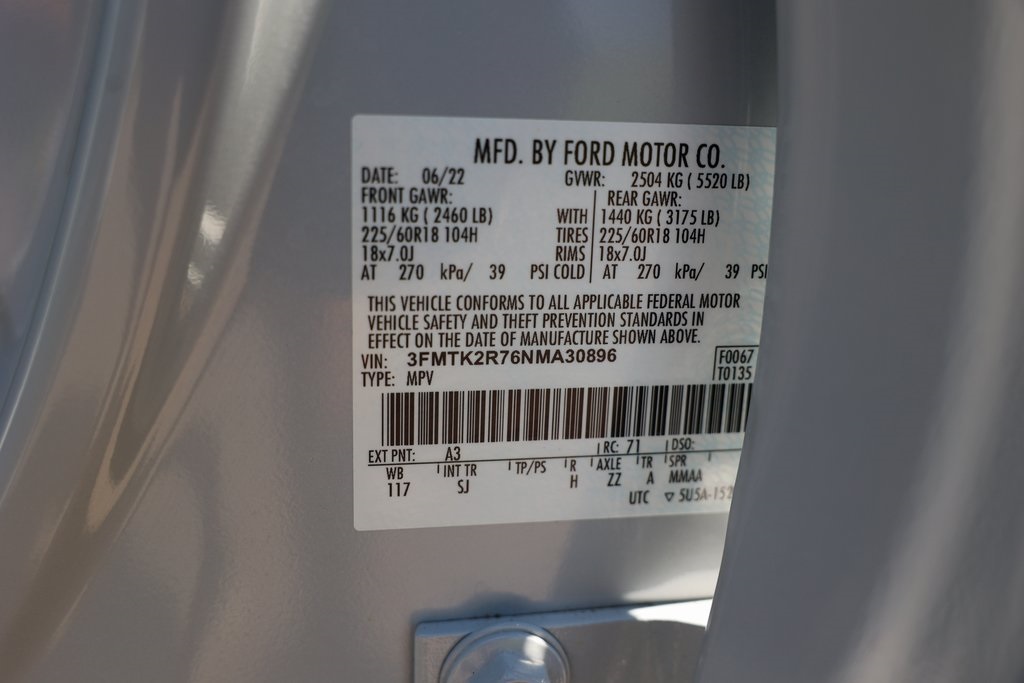 MFD. BY FORD MOTOR CO.
DATE: 06/22 GVWR: 2504 KG ( 5520 LB)
FRONT GAWR: REAR GAWR:
1116 KG ( 2460 LB) WITH 1440 KG ( 3175 LB)
225/60R18 104H TIRES 225/60R18 104H
18x7.0J RIMS 18x7.0J
AT 270 kPa/ 39 PSI COLD AT 270 kPa/ 39 PSI
THIS VEHICLE CONFORMS TO ALL APPLICABLE FEDERAL MOTOR
VEHICLE SAFETY AND THEFT PREVENTION STANDARDS IN
EFFECT ON THE DATE OF MANUFACTURE SHOWN ABOVE.
VIN: 3FMTK2R76NMA30896 F0067
TYPE: MPV T0135
EXT PNT: A3 RC: 71 DSO:
WB INT TR TP/PS R AXLE TR SPR
117 SJ H ZZ A MMAA
UTC ▽ 5U5A-152